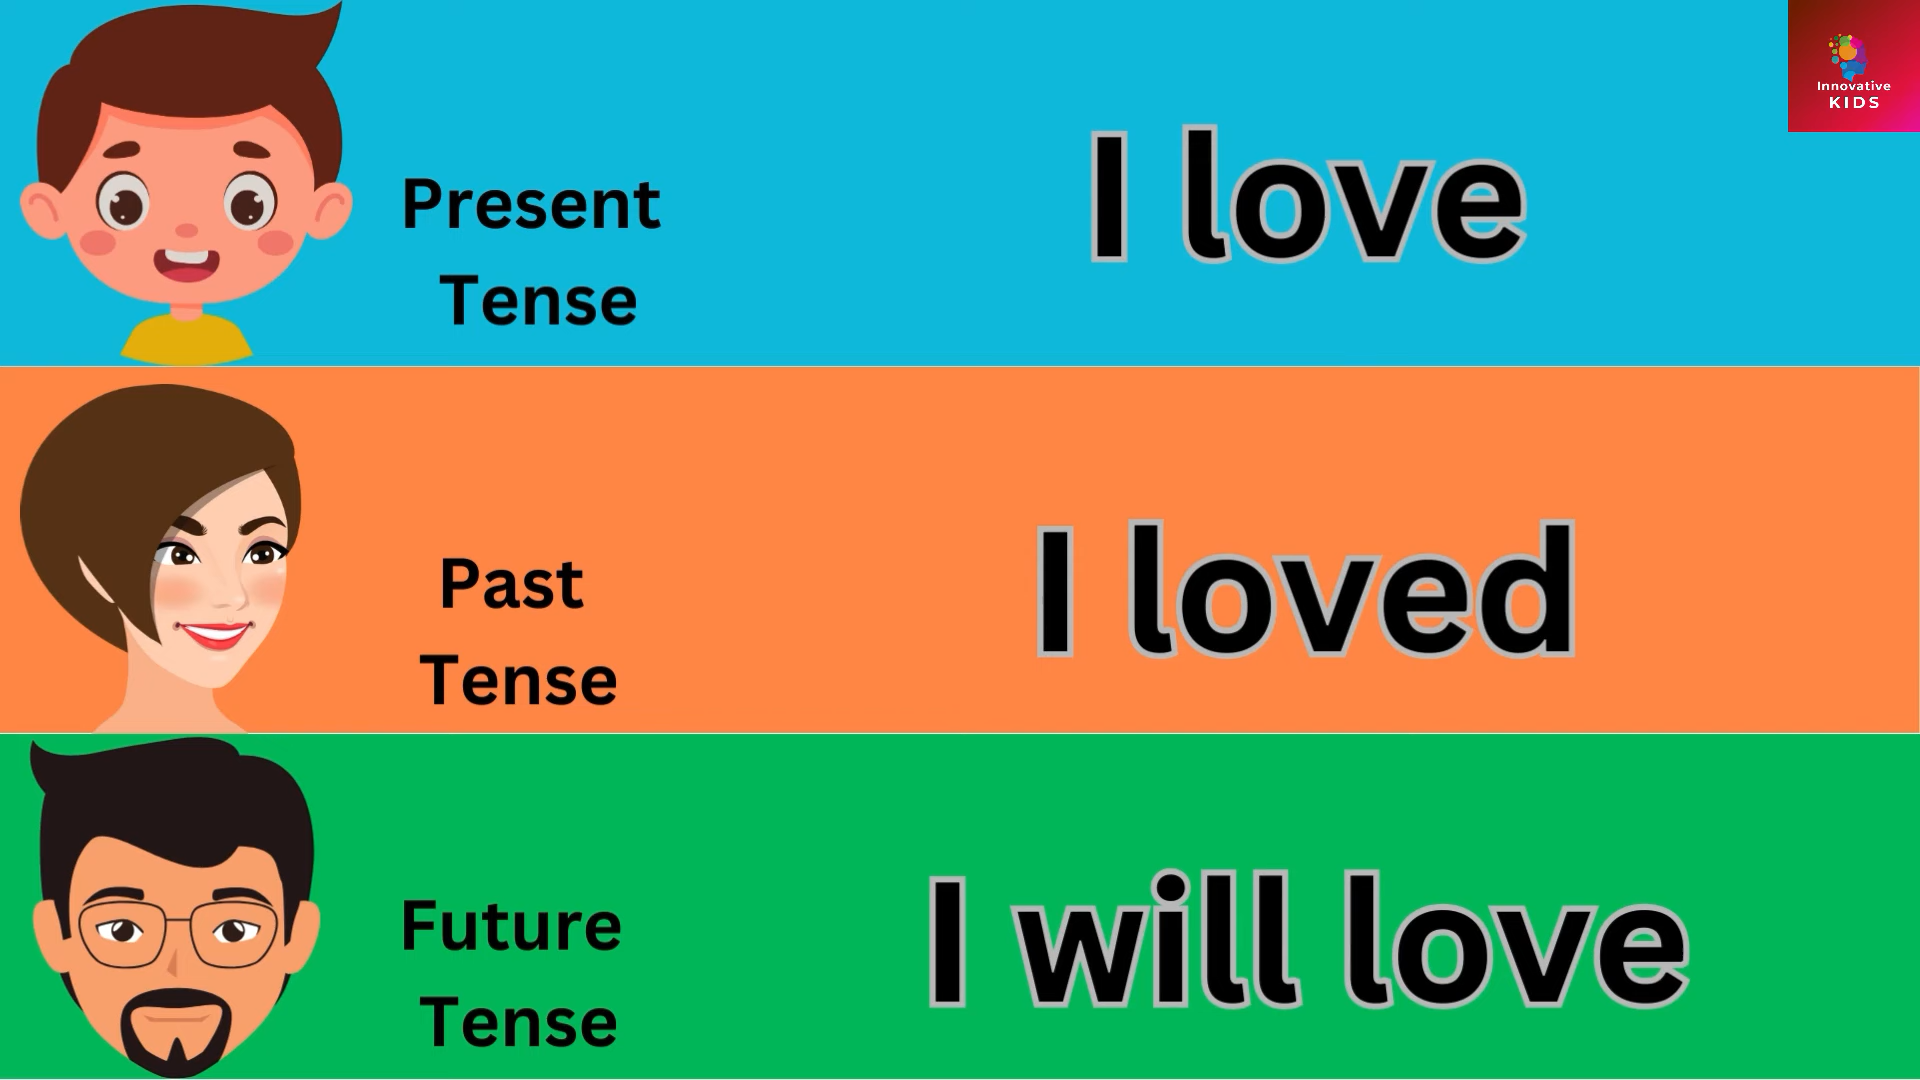 Innovative
KIDS
Present
Tense
I love
Past
Tense
I loved
Future
Tense
I will love